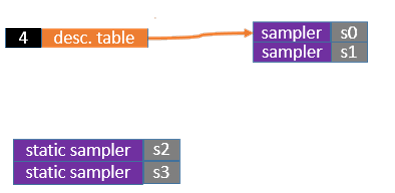 4 desc. table
sampler s0
sampler s1
static sampler s2
static sampler s3